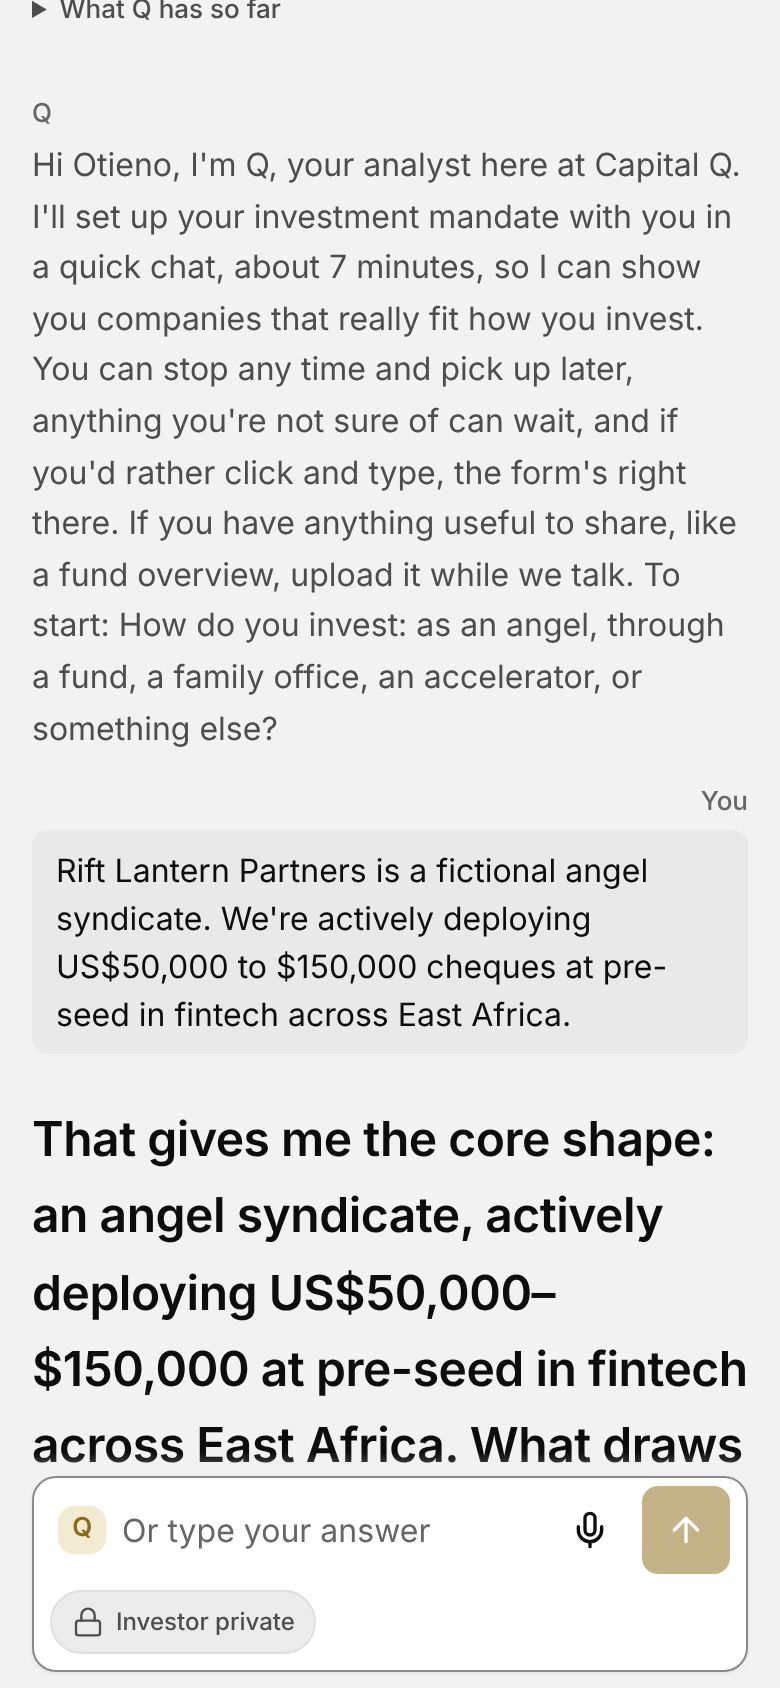 What Q has so far
Q
Hi Otieno, I'm Q, your analyst here at Capital Q.
I'll set up your investment mandate with you in
a quick chat, about 7 minutes, so I can show
you companies that really fit how you invest.
You can stop any time and pick up later,
anything you're not sure of can wait, and if
you'd rather click and type, the form's right
there. If you have anything useful to share, like
a fund overview, upload it while we talk. To
start: How do you invest: as an angel, through
a fund, a family office, an accelerator, or
something else?
You
Rift Lantern Partners is a fictional angel
syndicate. We're actively deploying
US$50,000 to $150,000 cheques at pre-
seed in fintech across East Africa.
That gives me the core shape:
an angel syndicate, actively
deploying US$50,000–
$150,000 at pre-seed in fintech
across East Africa. What draws
Q Or type your answer
Investor private